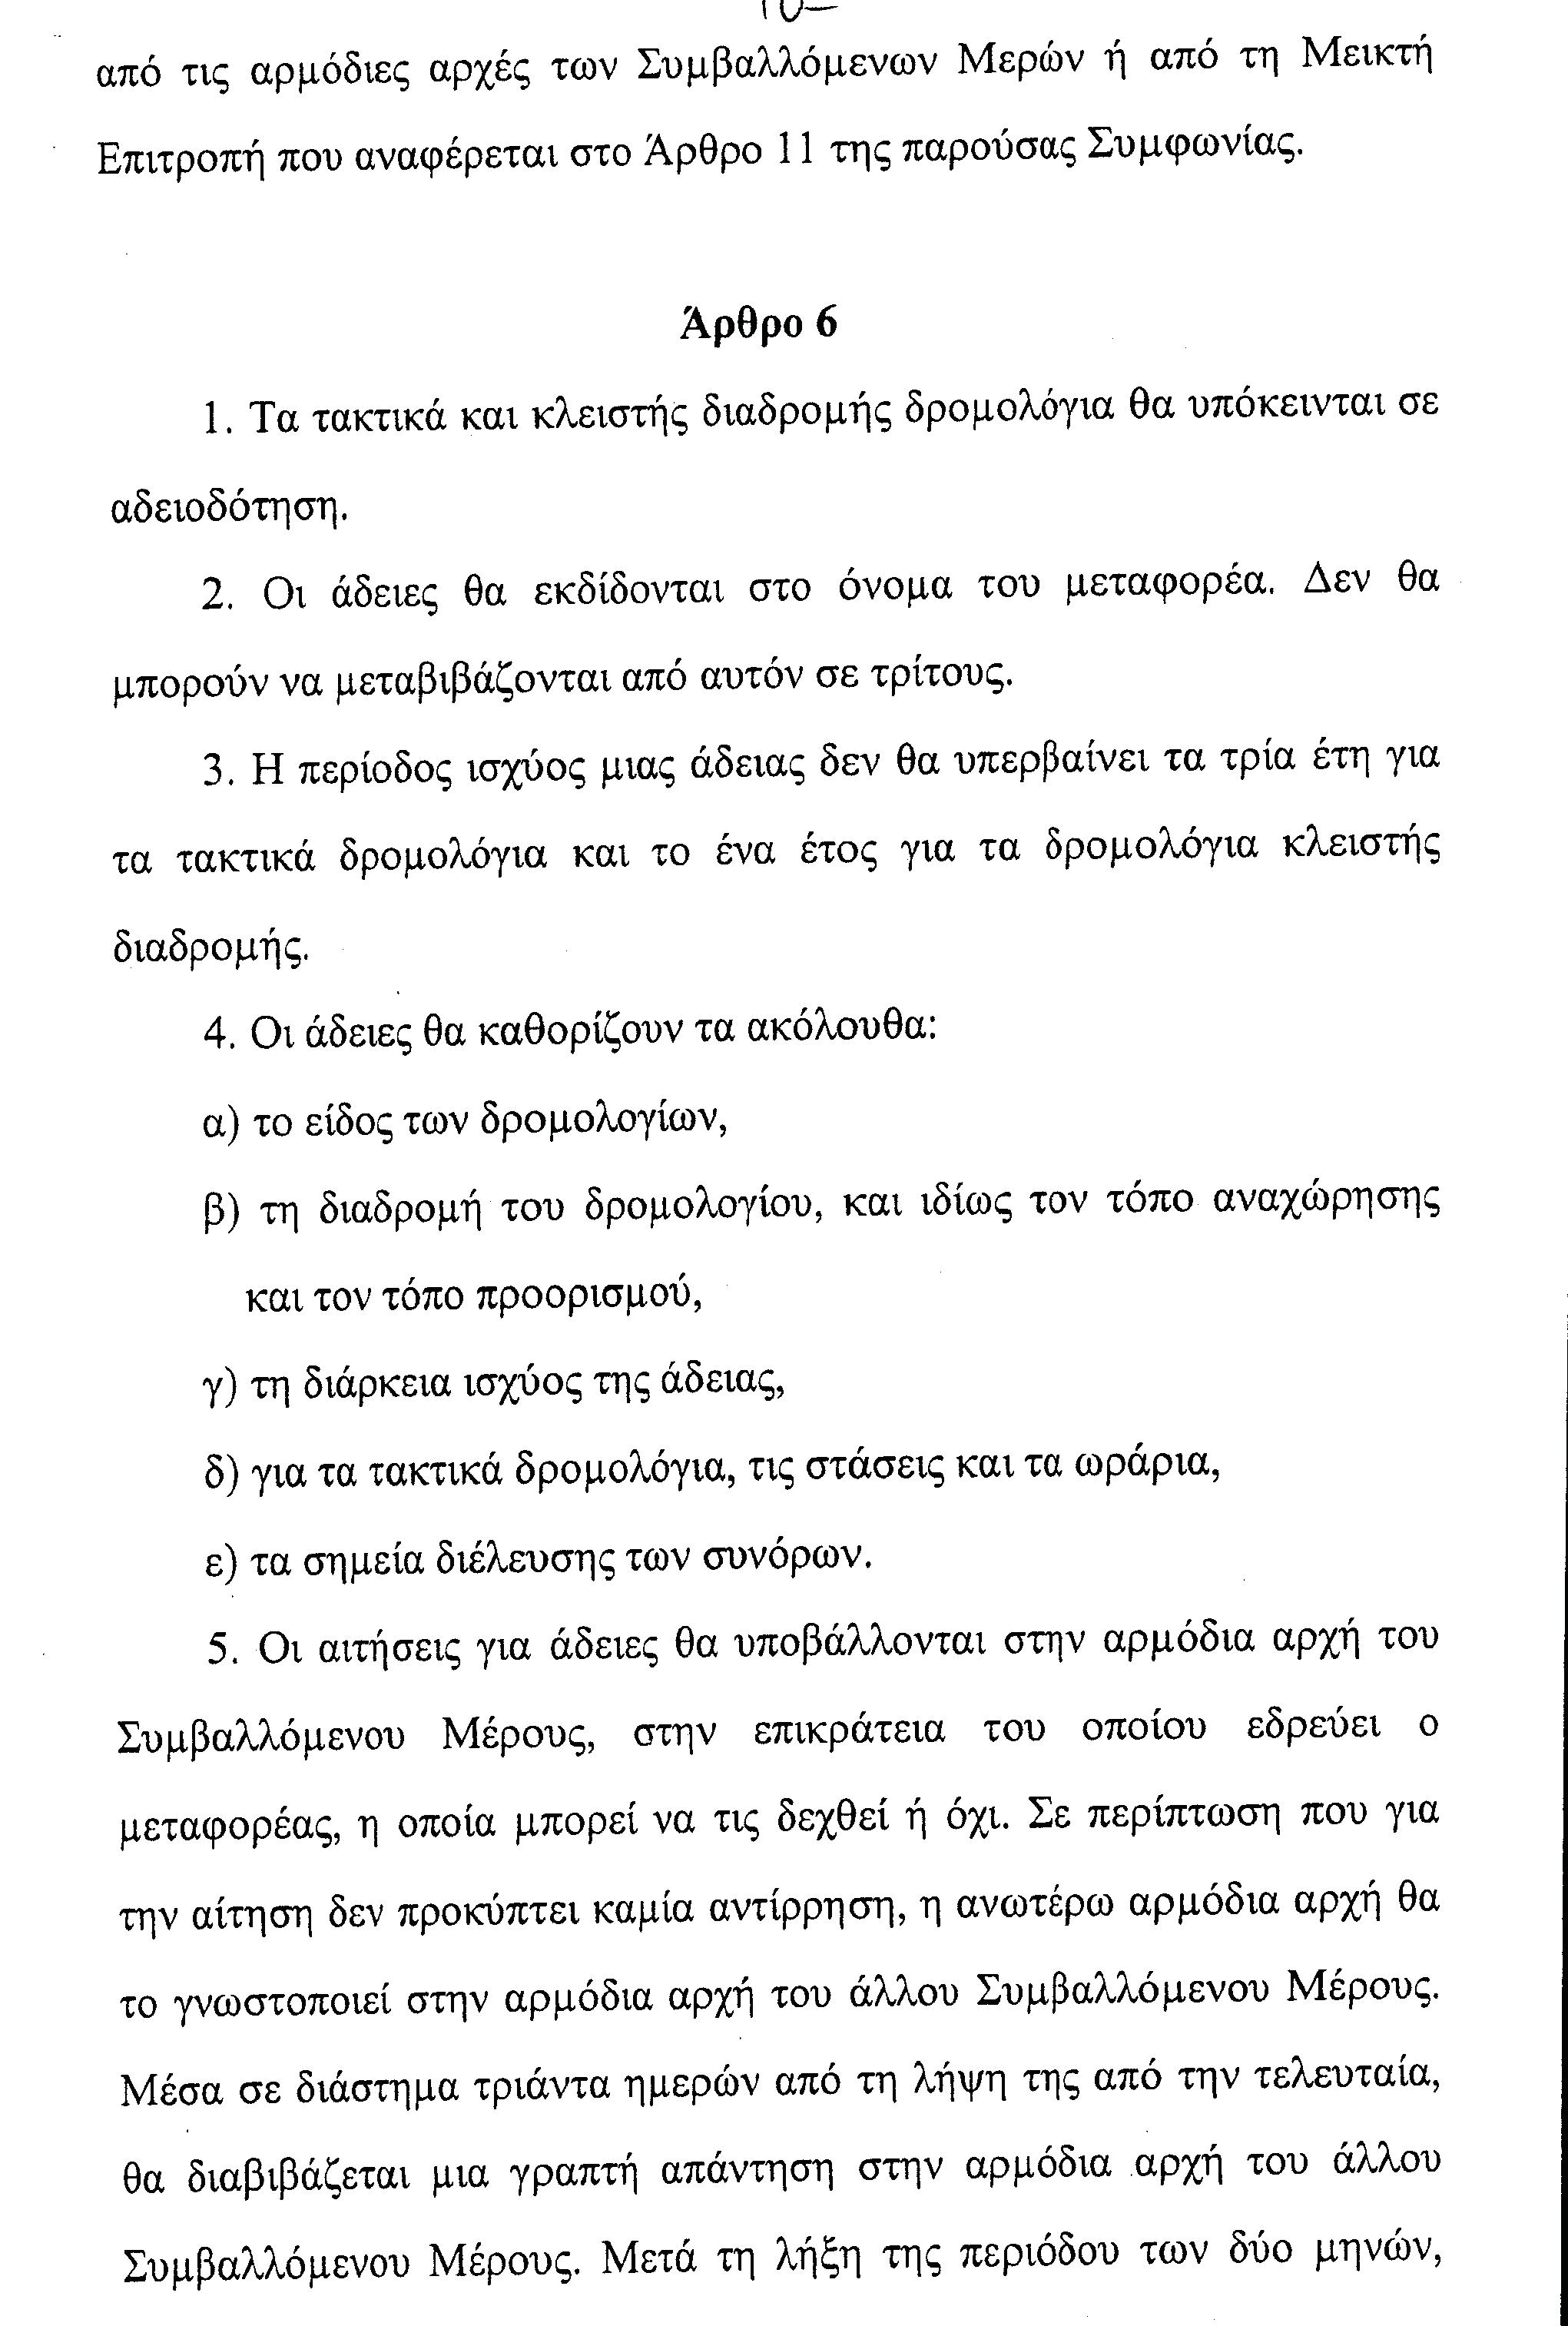 από τις αρμόδιες αρχές των Συμβαλλόμενων Μερών ή από τη Μεικτή
Επιτροπή που αναφέρεται στο Άρθρο 11 της παρούσας Συμφωνίας.
Άρθρο 6
1. Τα τακτικά και κλειστής διαδρομής δρομολόγια θα υπόκεινται σε
αδειοδότηση.
2. Οι άδειες θα εκδίδονται στο όνομα του μεταφορέα. Δεν θα
μπορούν να μεταβιβάζονται από αυτόν σε τρίτους.
3. Η περίοδος ισχύος μιας άδειας δεν θα υπερβαίνει τα τρία έτη για
τα τακτικά δρομολόγια και το ένα έτος για τα δρομολόγια κλειστής
διαδρομής.
4. Οι άδειες θα καθορίζουν τα ακόλουθα:
α) το είδος των δρομολογίων,
β) τη διαδρομή του δρομολογίου, και ιδίως τον τόπο αναχώρησης
και τον τόπο προορισμού,
γ) τη διάρκεια ισχύος της άδειας,
δ) για τα τακτικά δρομολόγια, τις στάσεις και τα ωράρια,
ε) τα σημεία διέλευσης των συνόρων.
5. Οι αιτήσεις για άδειες θα υποβάλλονται στην αρμόδια αρχή του
Συμβαλλόμενου Μέρους, στην επικράτεια του οποίου εδρεύει ο
μεταφορέας, η οποία μπορεί να τις δεχθεί ή όχι. Σε περίπτωση που για
την αίτηση δεν προκύπτει καμία αντίρρηση, η ανωτέρω αρμόδια αρχή θα
το γνωστοποιεί στην αρμόδια αρχή του άλλου Συμβαλλόμενου Μέρους.
Μέσα σε διάστημα τριάντα ημερών από τη λήψη της από την τελευταία,
θα διαβιβάζεται μια γραπτή απάντηση στην αρμόδια αρχή του άλλου
Συμβαλλόμενου Μέρους. Μετά τη λήξη της περιόδου των δύο μηνών,